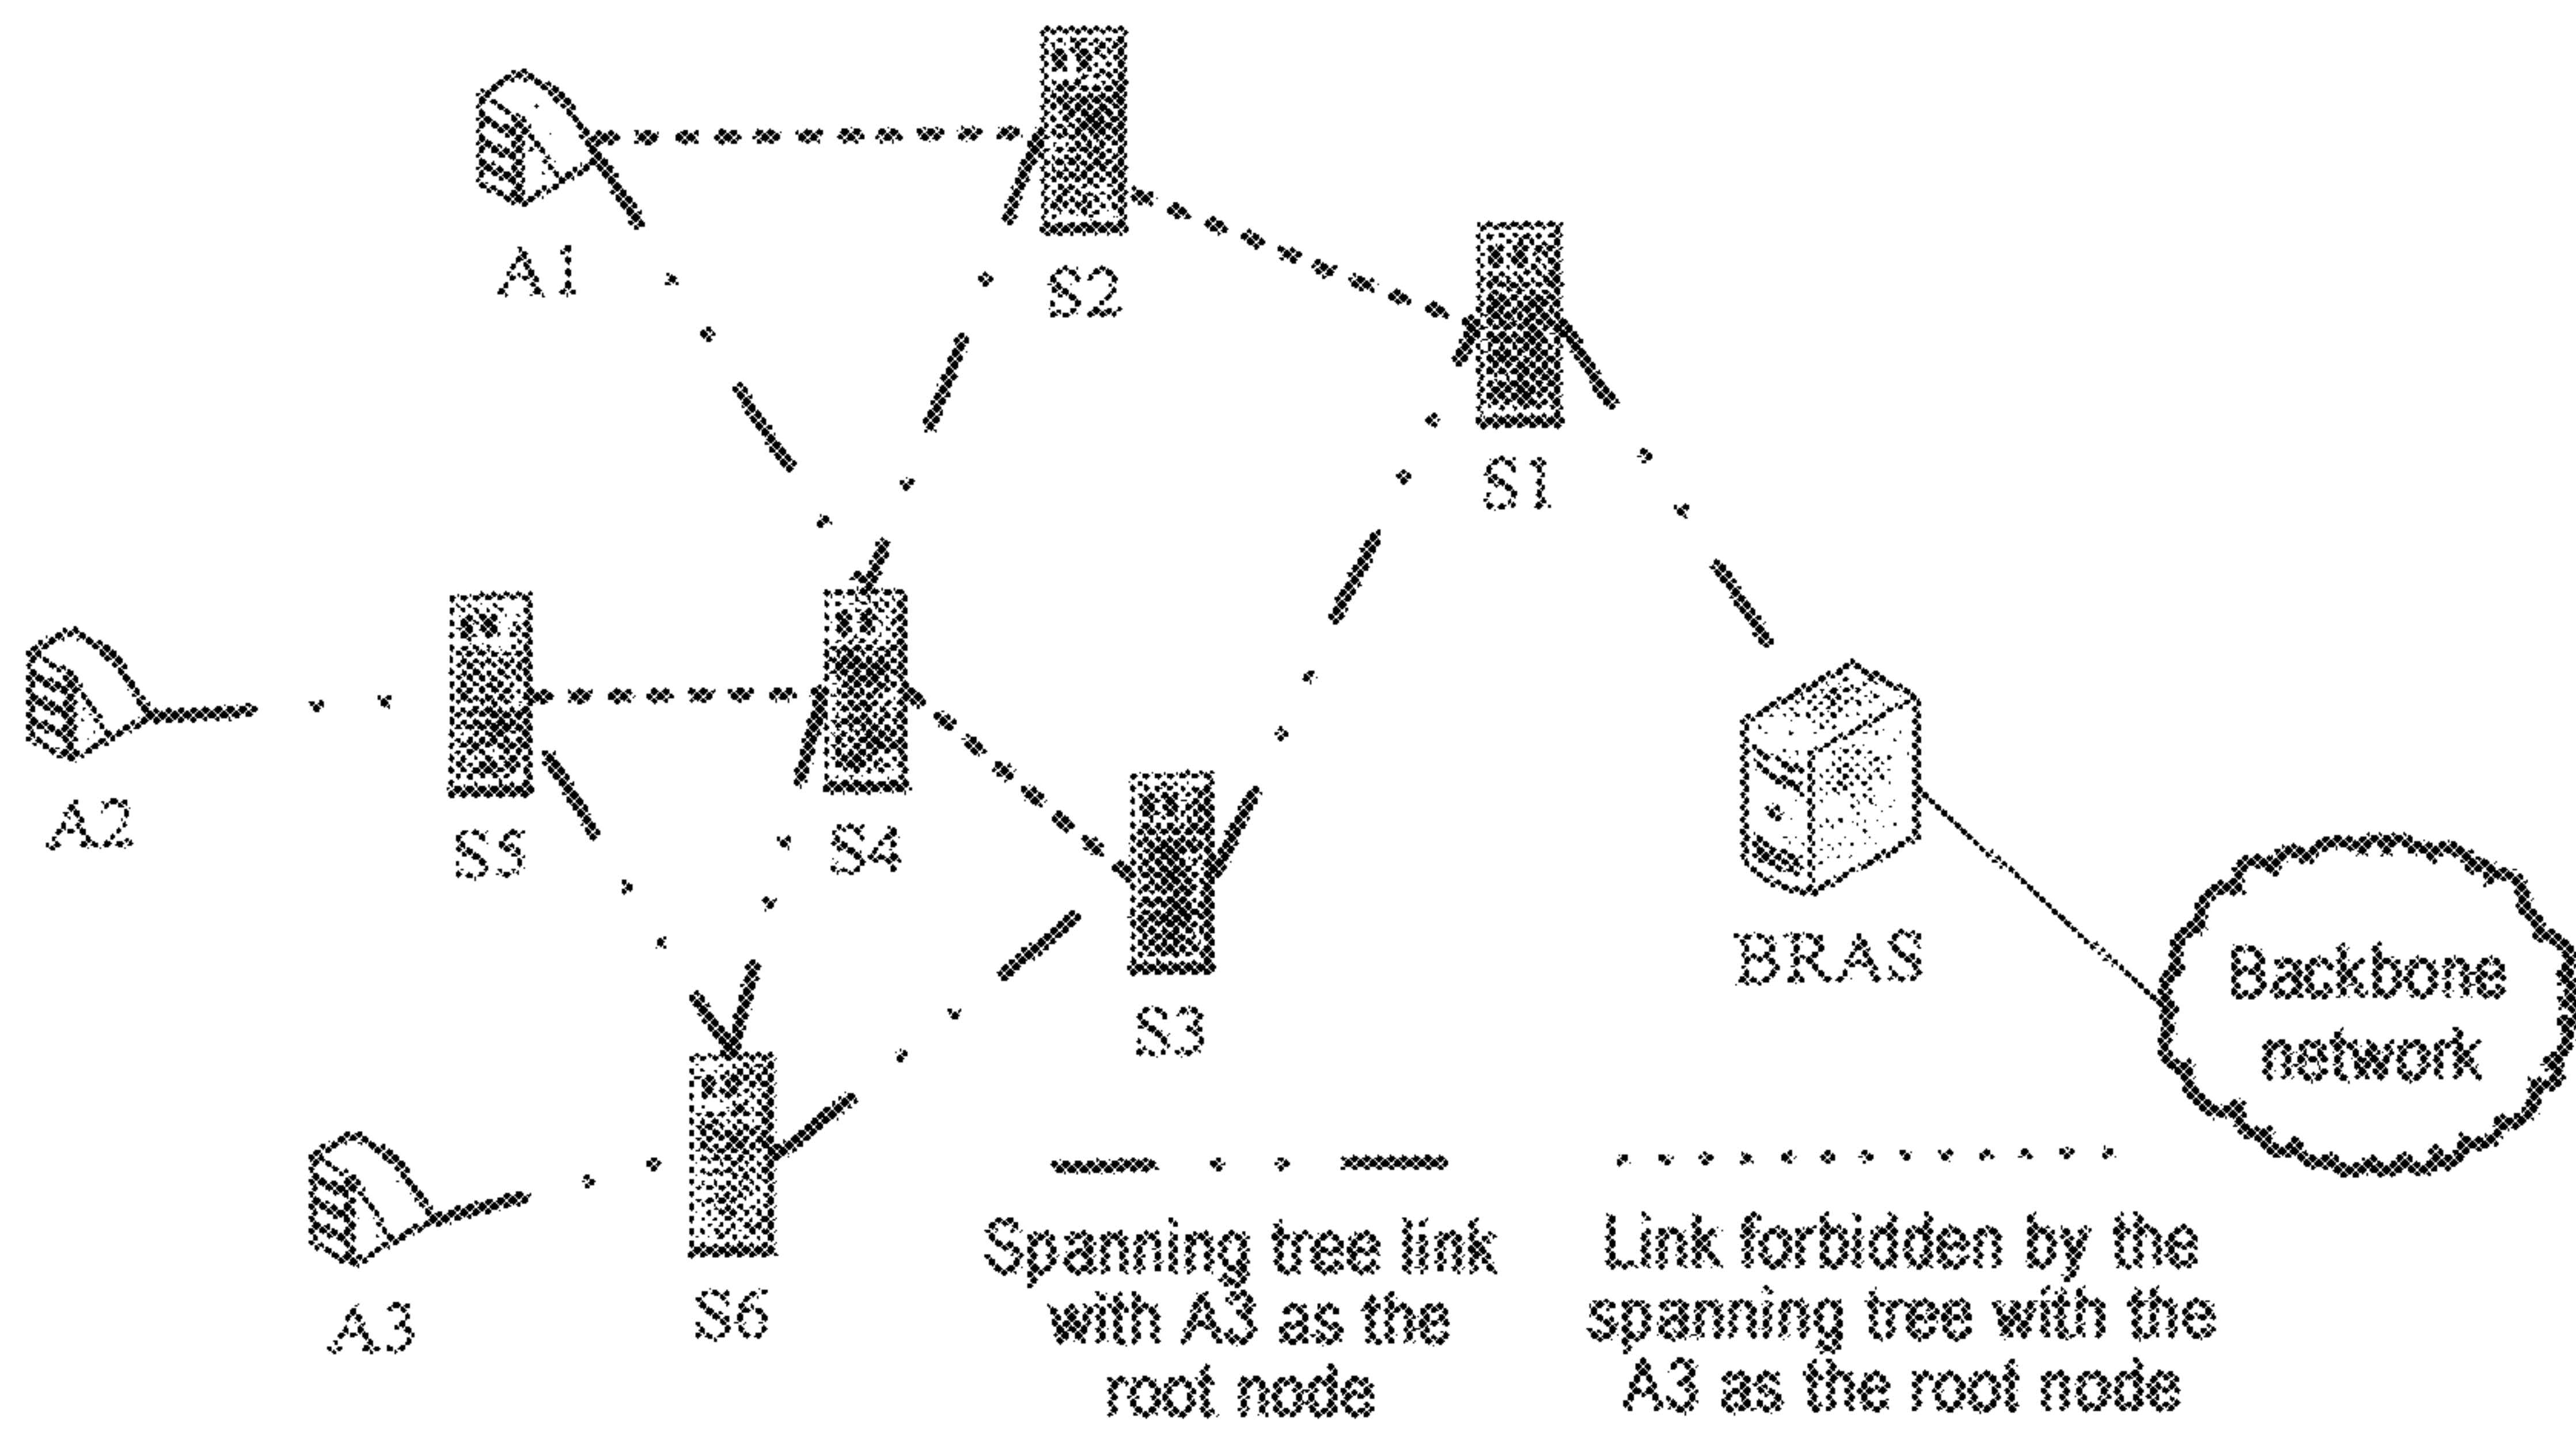 A1
S2
S1
A2
S5
S4
S3
BRAS
Backbone
network
A3
S6
Spanning tree link
with A3 as the
root node
Link forbidden by the
spanning tree with the
A3 as the root node